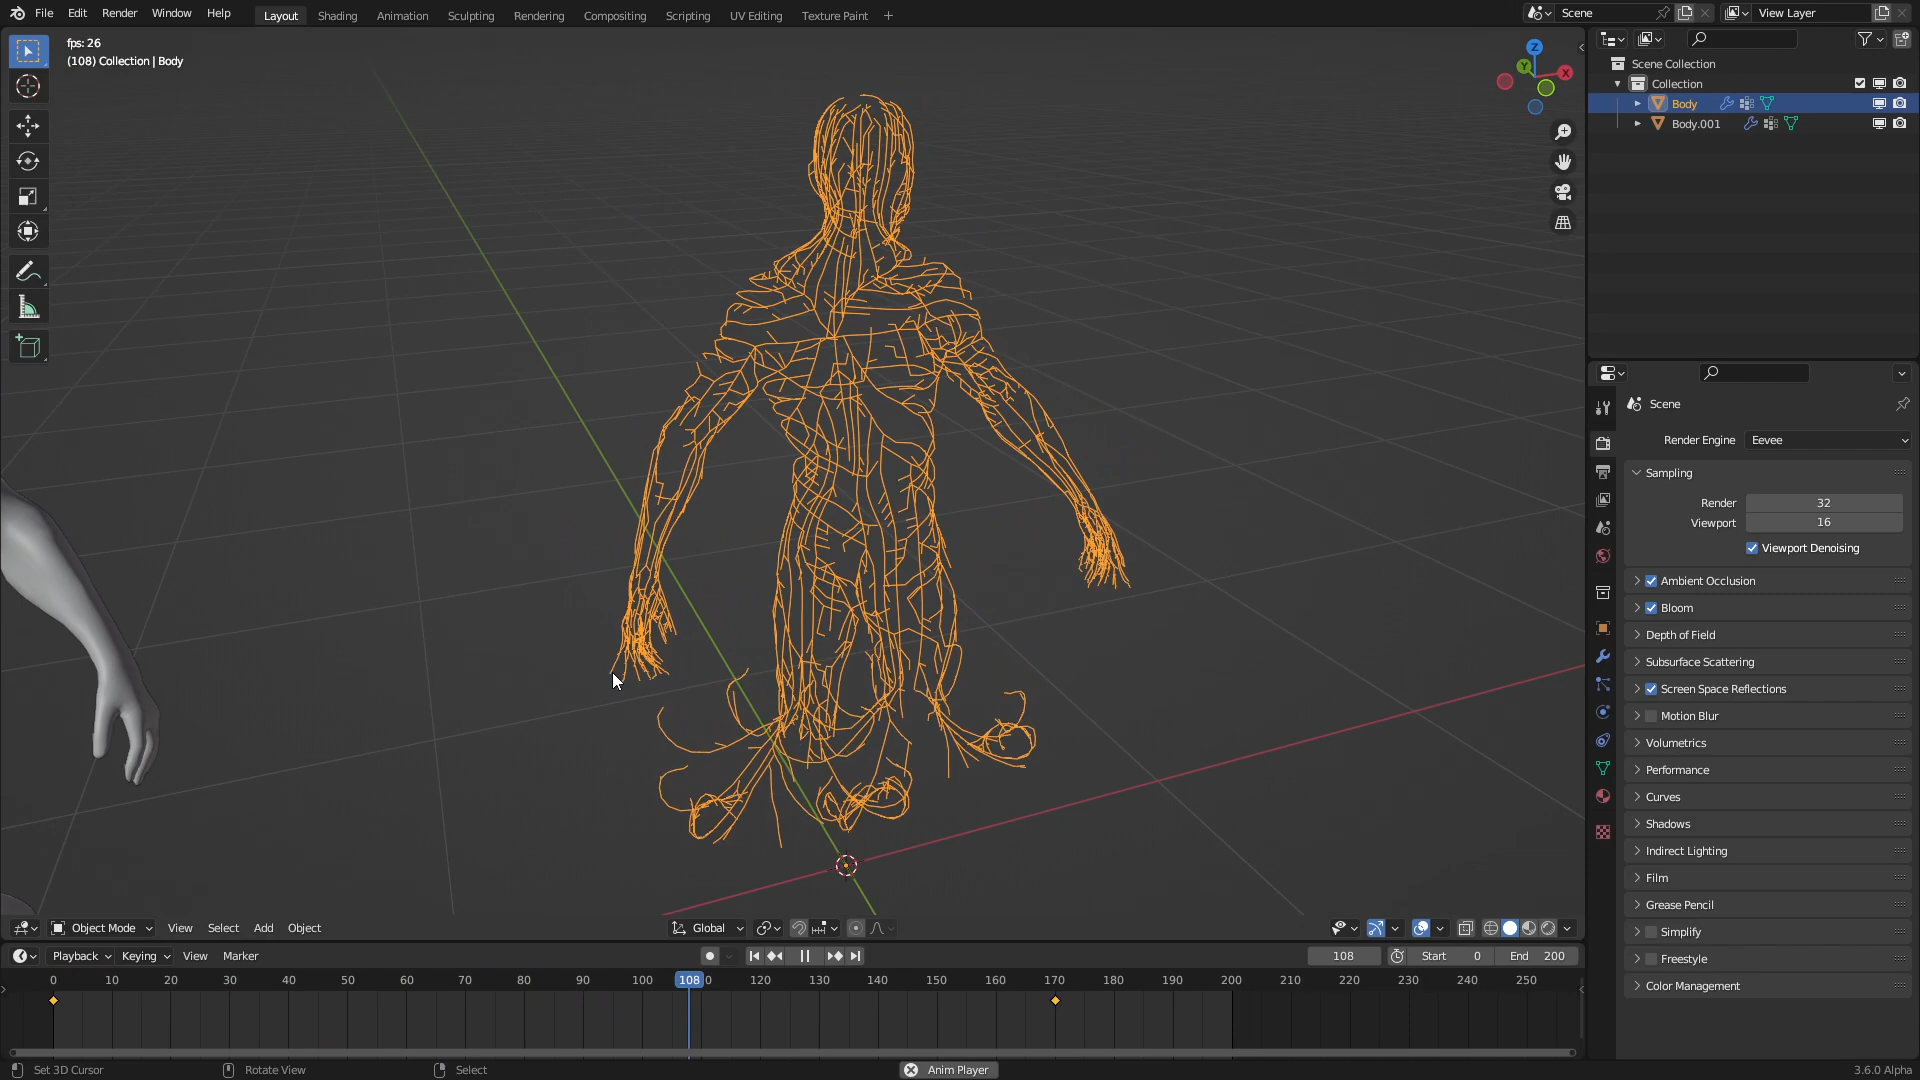 File Edit Render Window Help
Layout Shading Animation Sculpting Rendering Compositing Scripting UV Editing Texture Paint +
Scene
View Layer
fps: 26
(108) Collection | Body
Z
Y
X
Scene Collection
Collection
Body
Body.001
Scene
Render Engine Eevee
Sampling
Render 32
Viewport 16
Viewport Denoising
Ambient Occlusion
Bloom
Depth of Field
Subsurface Scattering
Screen Space Reflections
Motion Blur
Volumetrics
Performance
Curves
Shadows
Indirect Lighting
Film
Grease Pencil
Simplify
Freestyle
Color Management
Object Mode View Select Add Object
Global
Playback Keying View Marker
108 Start 0 End 200
0 10 20 30 40 50 60 70 80 90 100 108 0 120 130 140 150 160 170 180 190 200 210 220 230 240 250
Set 3D Cursor Rotate View Select Anim Player 3.6.0 Alpha